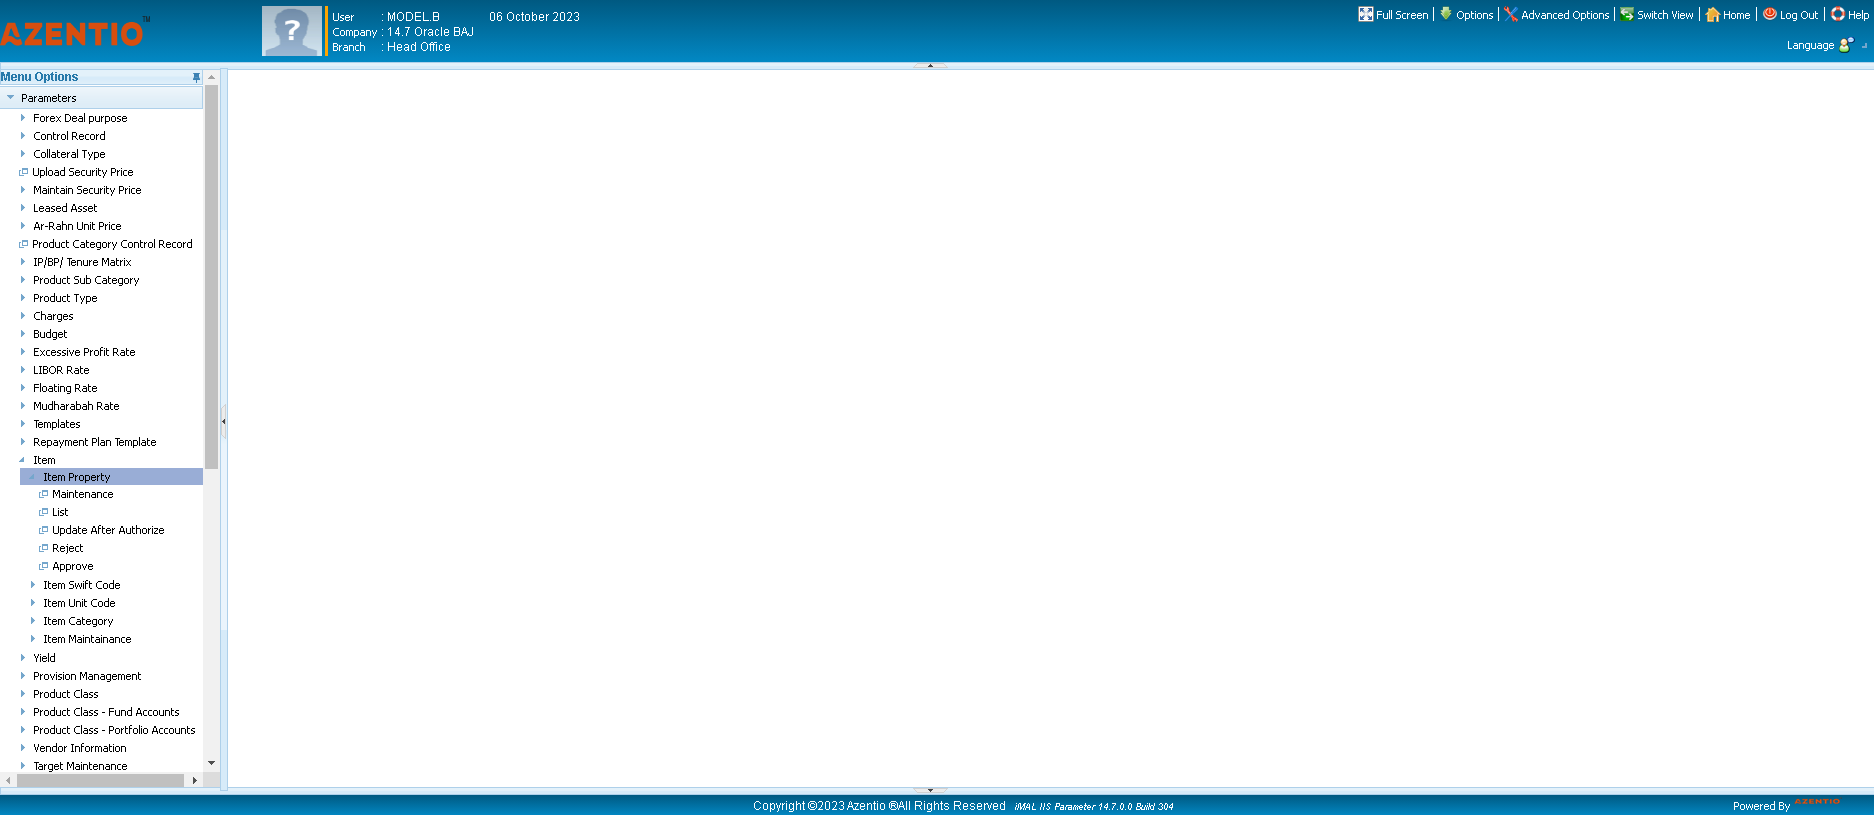 AZENTIO™
User : MODEL.B 06 October 2023
Company : 14.7 Oracle BAJ
Branch : Head Office
Full Screen | Options | Advanced Options | Switch View | Home | Log Out | Help
Language
Menu Options
Parameters
Forex Deal purpose
Control Record
Collateral Type
Upload Security Price
Maintain Security Price
Leased Asset
Ar-Rahn Unit Price
Product Category Control Record
IP/BP/ Tenure Matrix
Product Sub Category
Product Type
Charges
Budget
Excessive Profit Rate
LIBOR Rate
Floating Rate
Mudharabah Rate
Templates
Repayment Plan Template
Item
Item Property
Maintenance
List
Update After Authorize
Reject
Approve
Item Swift Code
Item Unit Code
Item Category
Item Maintainance
Yield
Provision Management
Product Class
Product Class - Fund Accounts
Product Class - Portfolio Accounts
Vendor Information
Target Maintenance
Copyright ©2023 Azentio ®All Rights Reserved iMAL IIS Parameter 14.7.0.0 Build 304
Powered By AZENTIO